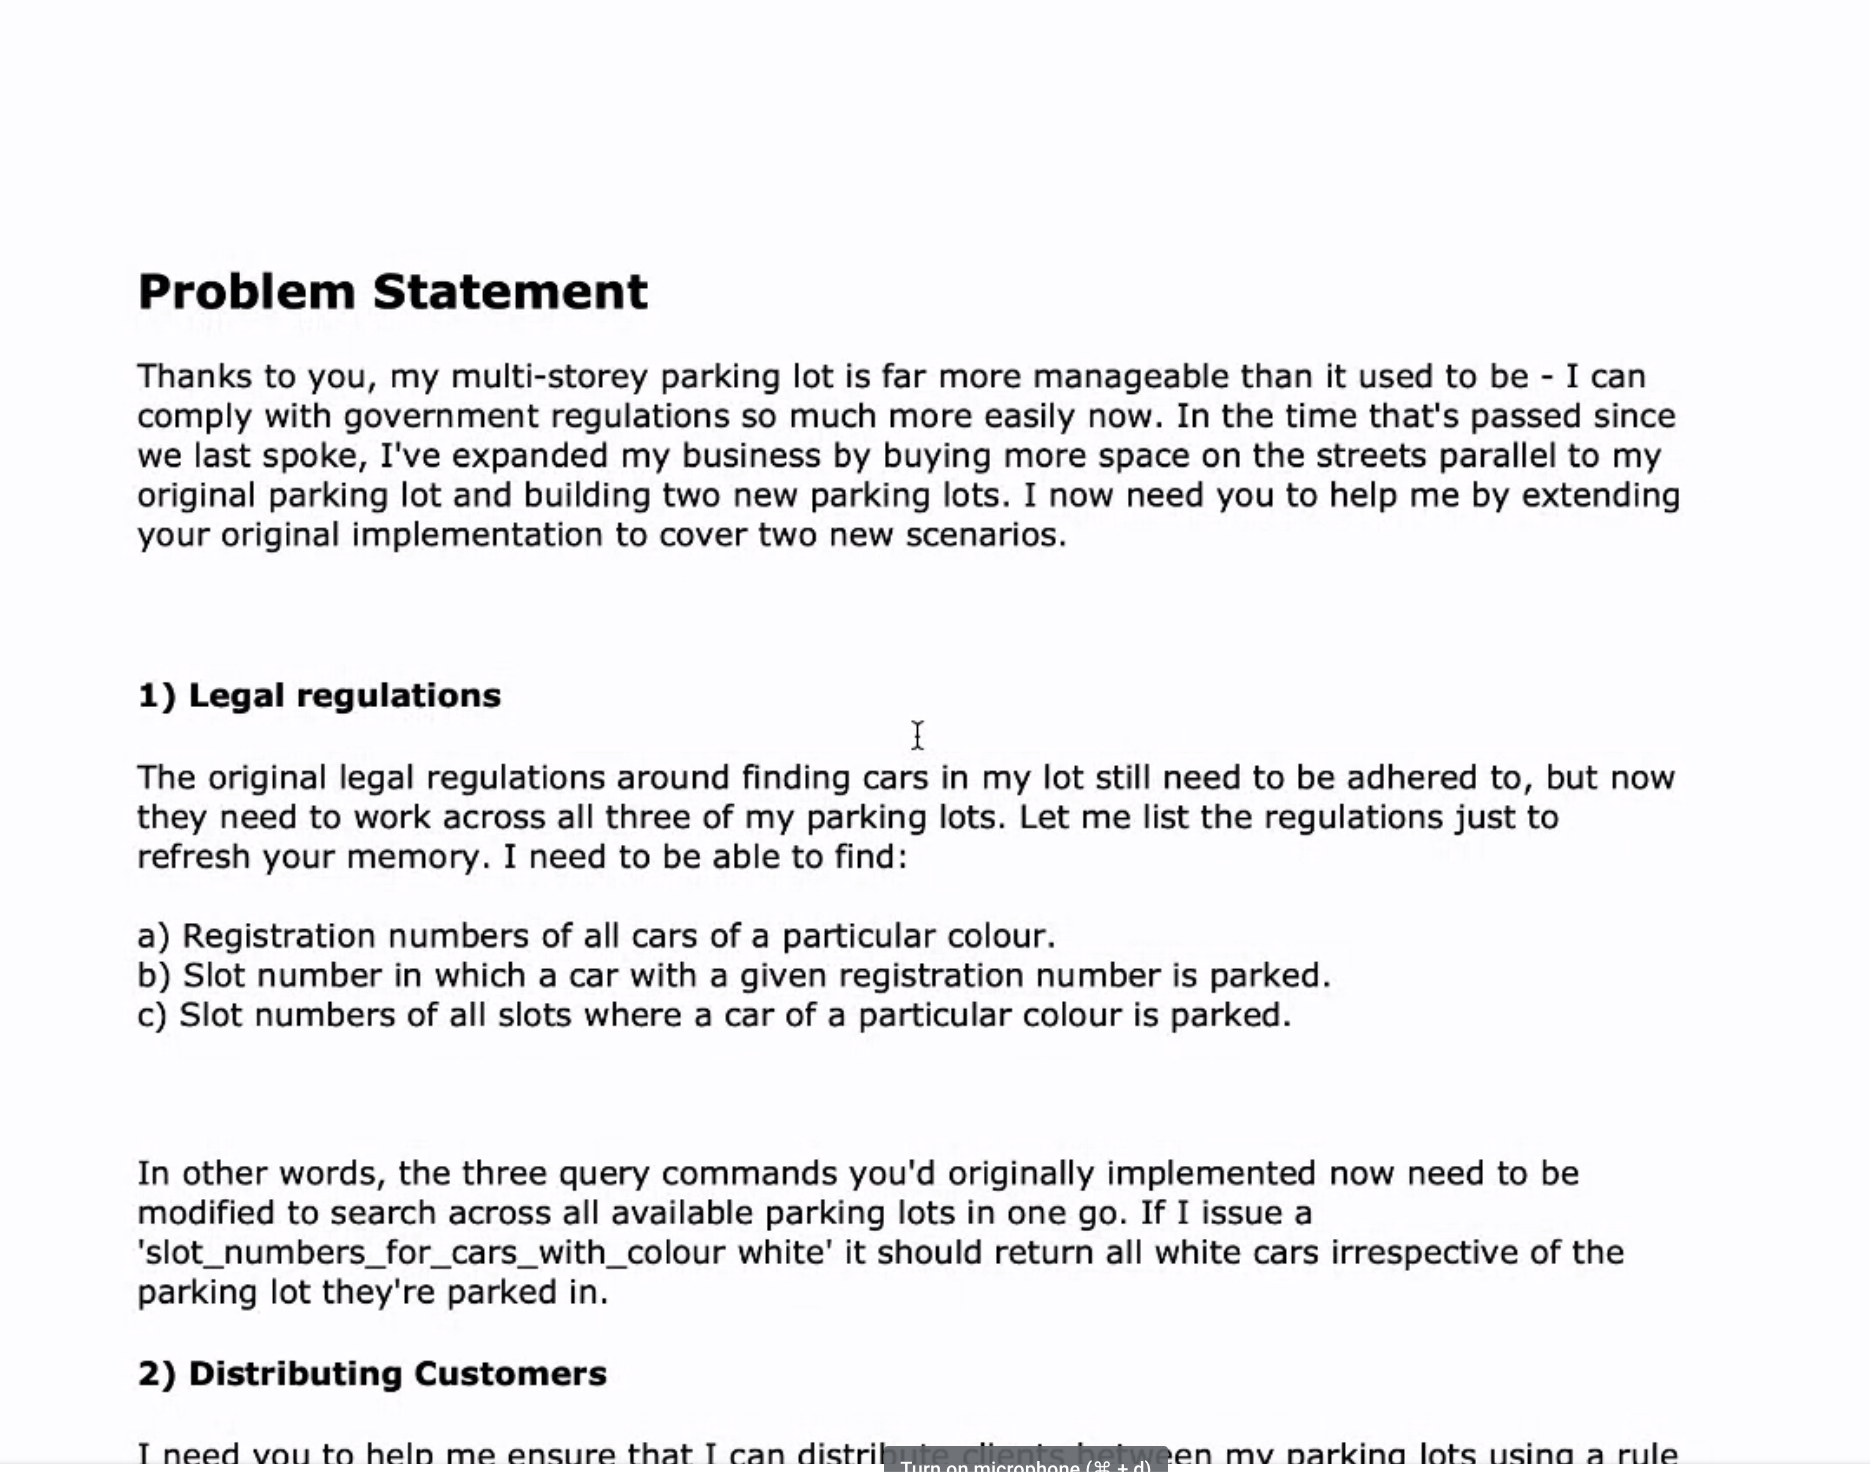 Problem Statement
Thanks to you, my multi-storey parking lot is far more manageable than it used to be - I can
comply with government regulations so much more easily now. In the time that's passed since
we last spoke, I've expanded my business by buying more space on the streets parallel to my
original parking lot and building two new parking lots. I now need you to help me by extending
your original implementation to cover two new scenarios.
1) Legal regulations
The original legal regulations around finding cars in my lot still need to be adhered to, but now
they need to work across all three of my parking lots. Let me list the regulations just to
refresh your memory. I need to be able to find:
a) Registration numbers of all cars of a particular colour.
b) Slot number in which a car with a given registration number is parked.
c) Slot numbers of all slots where a car of a particular colour is parked.
In other words, the three query commands you'd originally implemented now need to be
modified to search across all available parking lots in one go. If I issue a
'slot_numbers_for_cars_with_colour white' it should return all white cars irrespective of the
parking lot they're parked in.
2) Distributing Customers
I need you to help me ensure that I can distribute clients between my parking lots using a rule
Turn on microphone (⌘ + d)